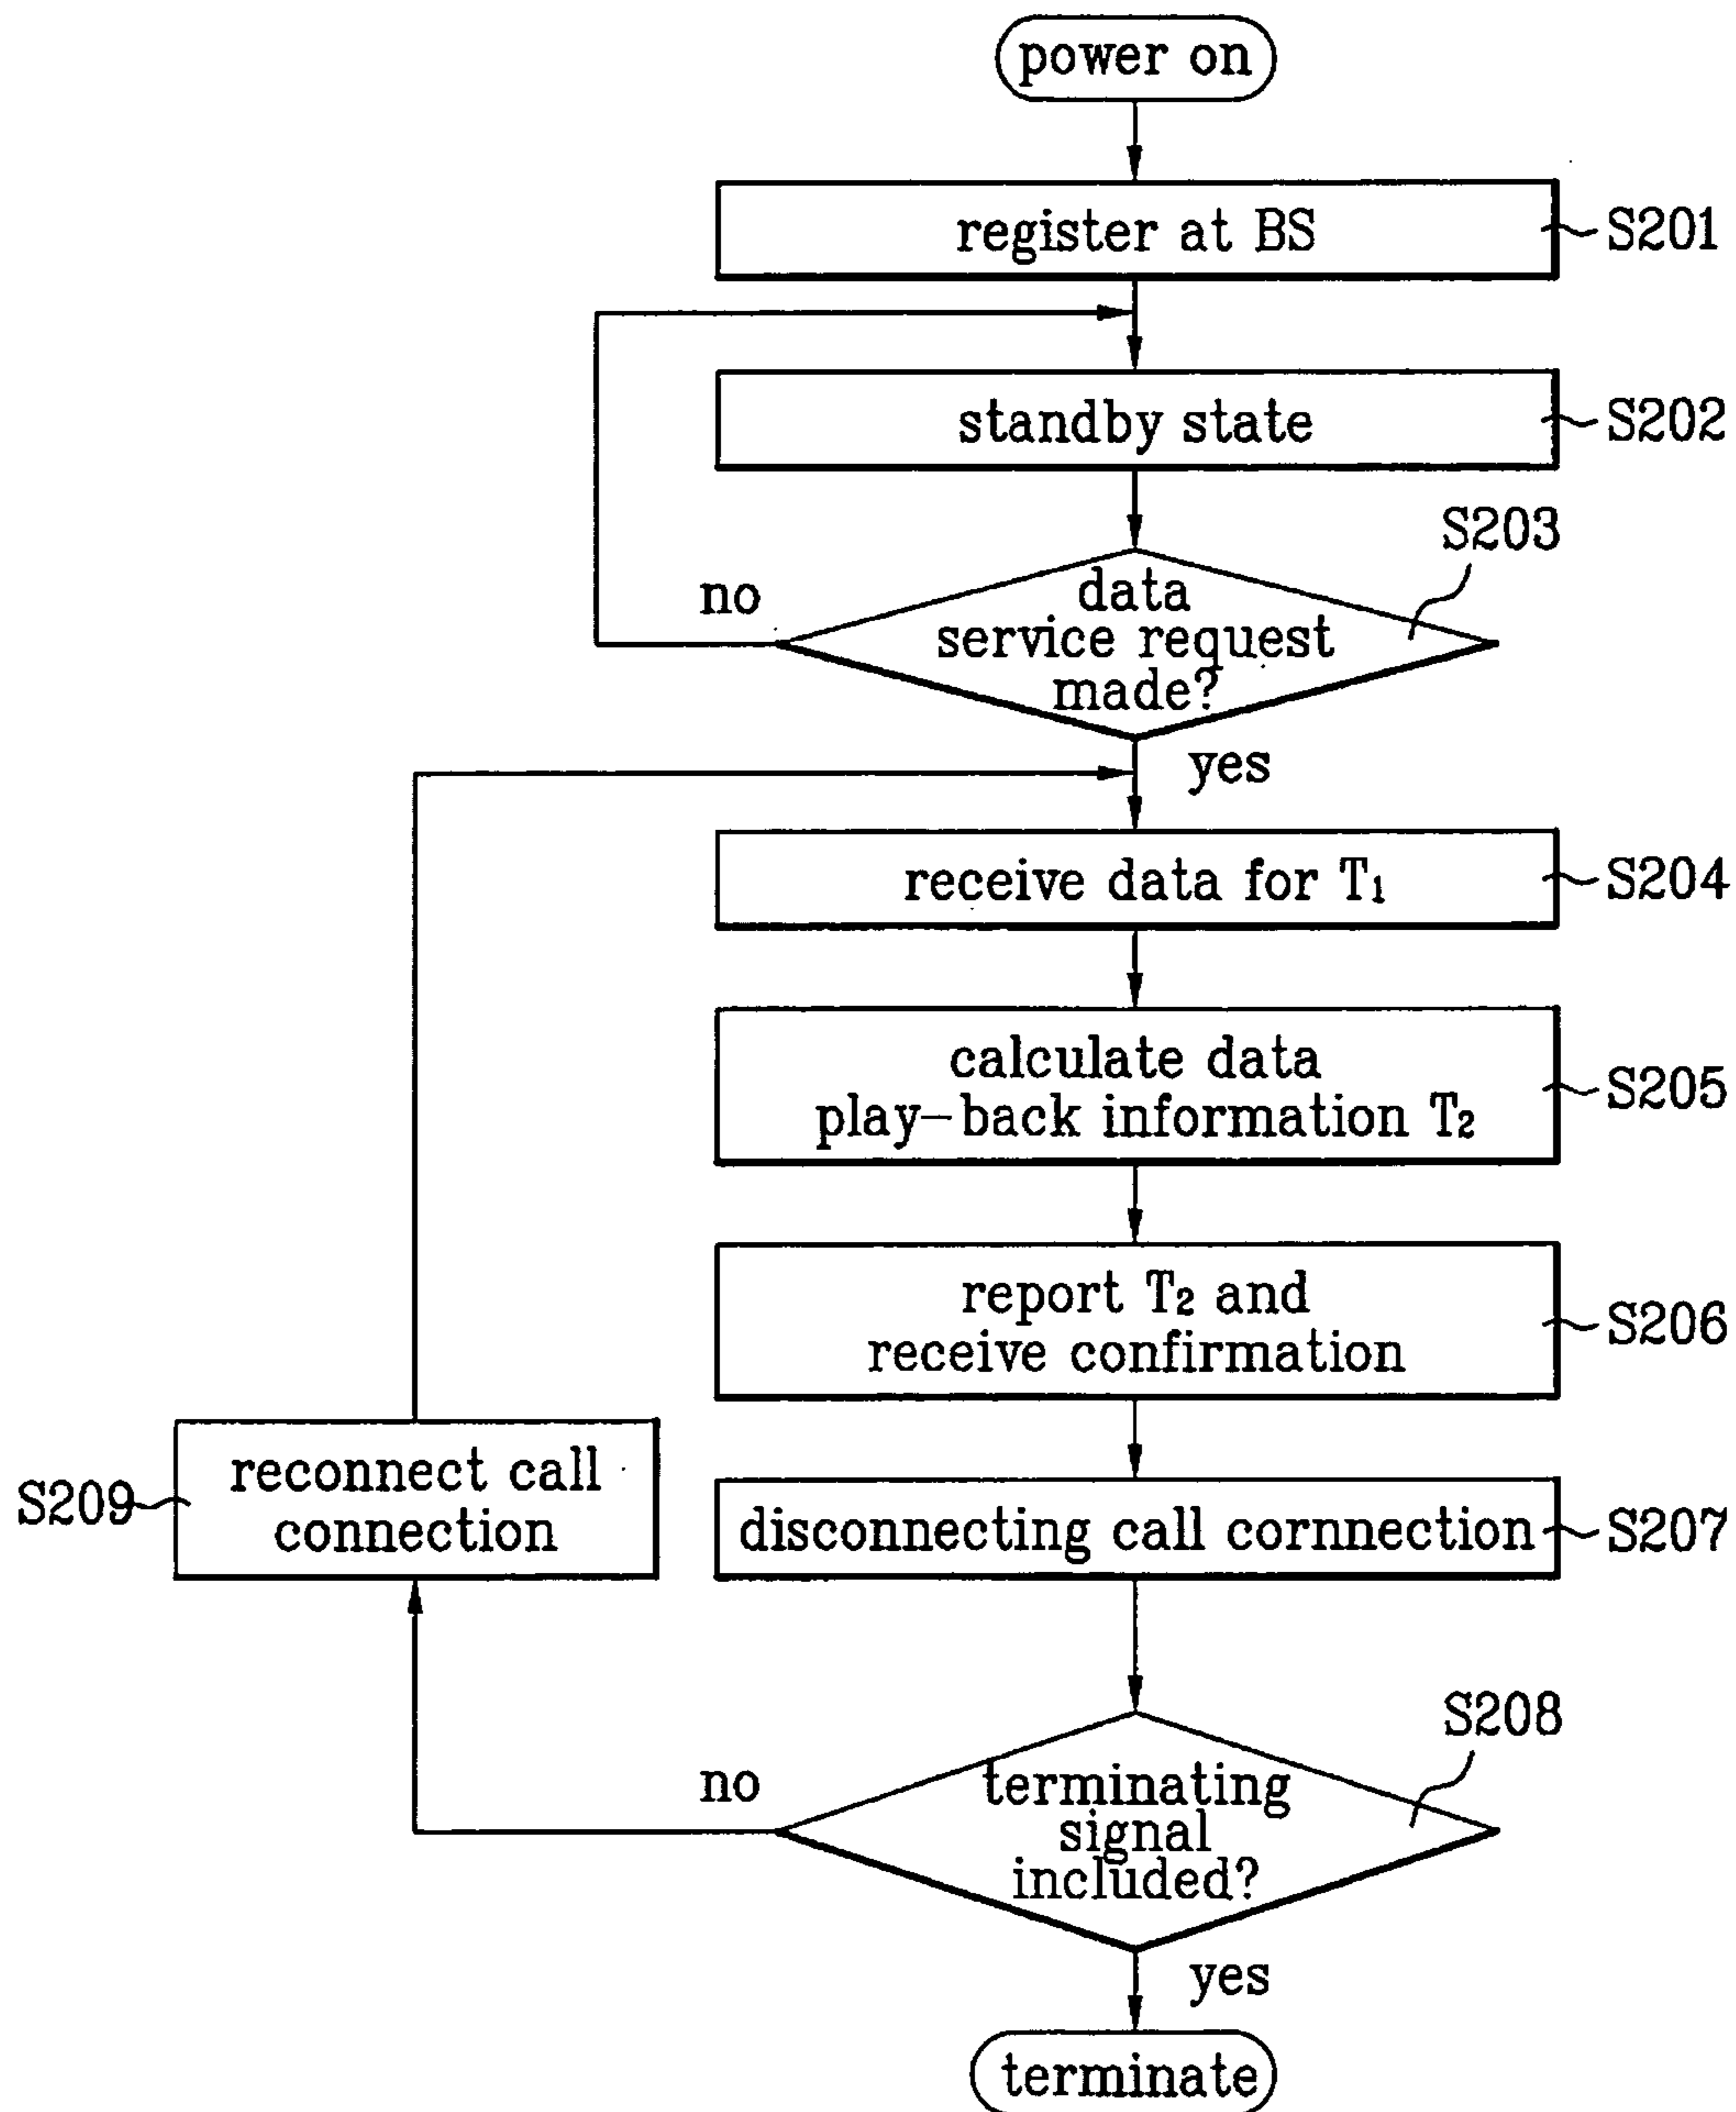 power on
register at BS
S201
standby state
S202
S203
data
service request
made?
no
yes
receive data for T₁
S204
calculate data
play-back information T₂
S205
report T₂ and
receive confirmation
S206
reconnect call
connection
S209
disconnecting call cornnection
S207
S208
terminating
signal
included?
no
yes
terminate